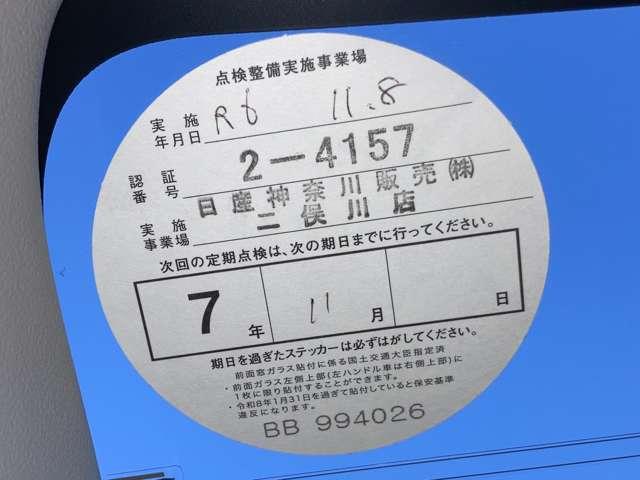 点検整備実施事業場
実施年月日 R6 11.8
認証番号 2-4157
実施事業場 日産神奈川販売(株)
二俣川店
次回の定期点検は、次の期日までに行ってください。
7年 11月 日
期日を過ぎたステッカーは必ずはがしてください。
前面窓ガラス貼付に係る国土交通大臣指定済
・前面ガラス左側上部(左ハンドル車は右側上部)に
1枚に限り貼付することができます。
・令和8年1月31日を過ぎて貼付していると保安基準
違反になります。
BB 994026